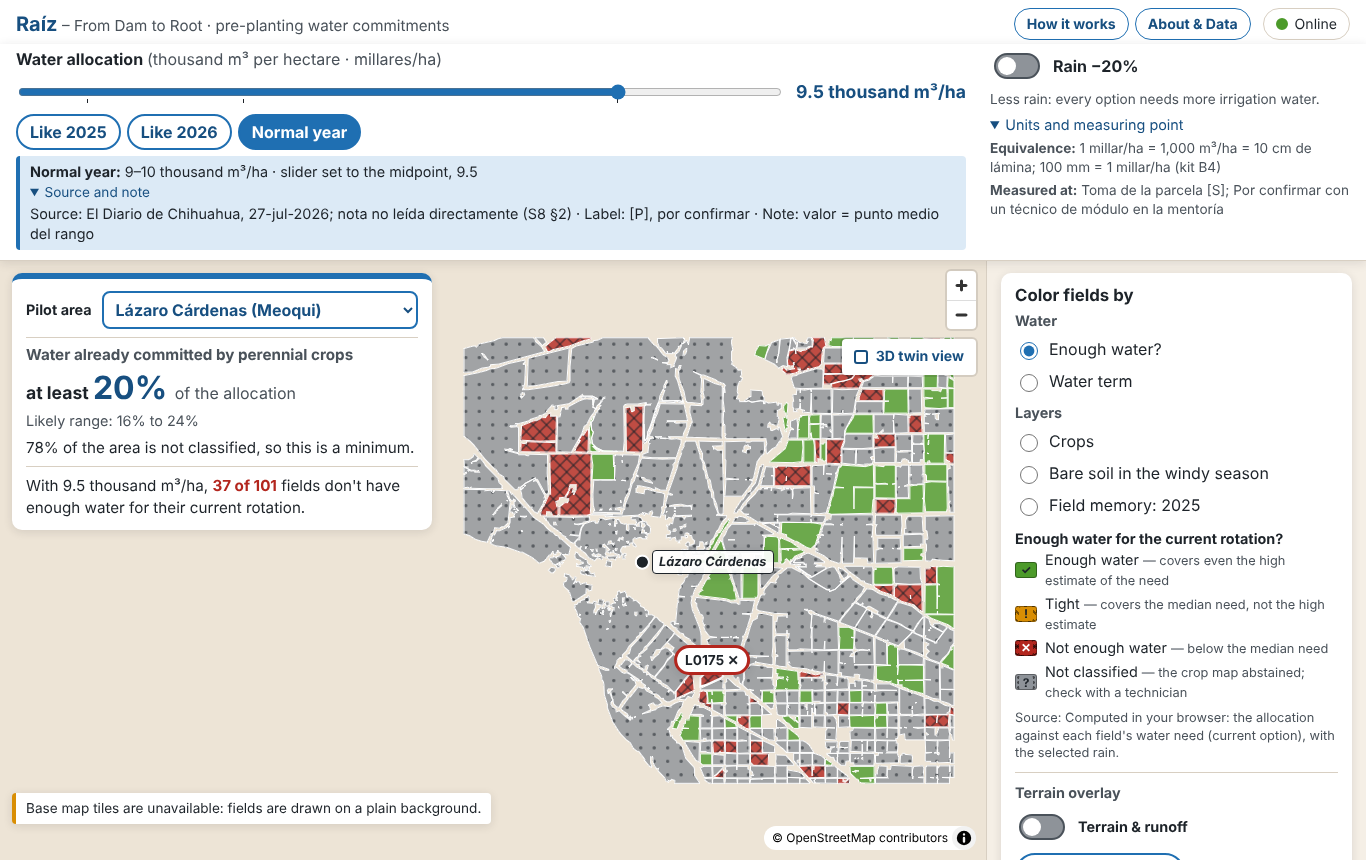 Raíz – From Dam to Root · pre-planting water commitments
How it works
About & Data
Online
Water allocation (thousand m³ per hectare · millares/ha)
9.5 thousand m³/ha
Like 2025
Like 2026
Normal year
Normal year: 9–10 thousand m³/ha · slider set to the midpoint, 9.5
▼ Source and note
Source: El Diario de Chihuahua, 27-jul-2026; nota no leída directamente (S8 §2) · Label: [P], por confirmar · Note: valor = punto medio
del rango
Rain −20%
Less rain: every option needs more irrigation water.
▼ Units and measuring point
Equivalence: 1 millar/ha = 1,000 m³/ha = 10 cm de
lámina; 100 mm = 1 millar/ha (kit B4)
Measured at: Toma de la parcela [S]; Por confirmar con
un técnico de módulo en la mentoría
Pilot area
Lázaro Cárdenas (Meoqui)
Water already committed by perennial crops
at least 20% of the allocation
Likely range: 16% to 24%
78% of the area is not classified, so this is a minimum.
With 9.5 thousand m³/ha, 37 of 101 fields don't have
enough water for their current rotation.
+
−
3D twin view
Lázaro Cárdenas
L0175 ✕
Base map tiles are unavailable: fields are drawn on a plain background.
© OpenStreetMap contributors
Color fields by
Water
Enough water?
Water term
Layers
Crops
Bare soil in the windy season
Field memory: 2025
Enough water for the current rotation?
Enough water — covers even the high
estimate of the need
Tight — covers the median need, not the high
estimate
Not enough water — below the median need
Not classified — the crop map abstained;
check with a technician
Source: Computed in your browser: the allocation
against each field's water need (current option), with
the selected rain.
Terrain overlay
Terrain & runoff